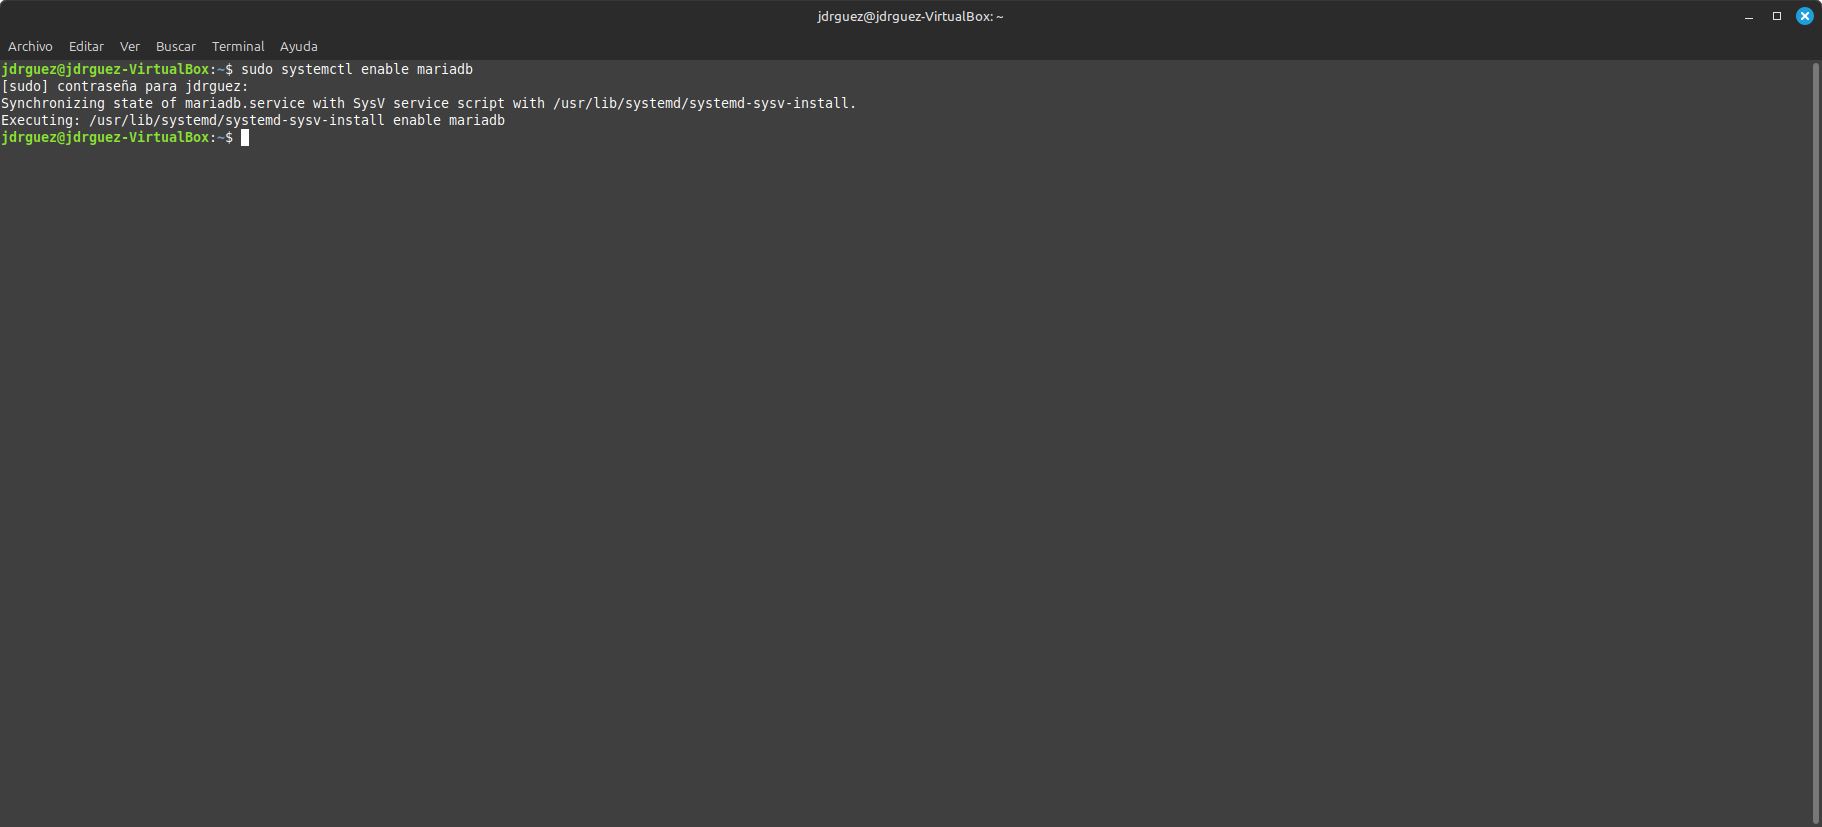 jdrguez@jdrguez-VirtualBox: ~
Archivo Editar Ver Buscar Terminal Ayuda
jdrguez@jdrguez-VirtualBox:~$ sudo systemctl enable mariadb
[sudo] contraseña para jdrguez:
Synchronizing state of mariadb.service with SysV service script with /usr/lib/systemd/systemd-sysv-install.
Executing: /usr/lib/systemd/systemd-sysv-install enable mariadb
jdrguez@jdrguez-VirtualBox:~$